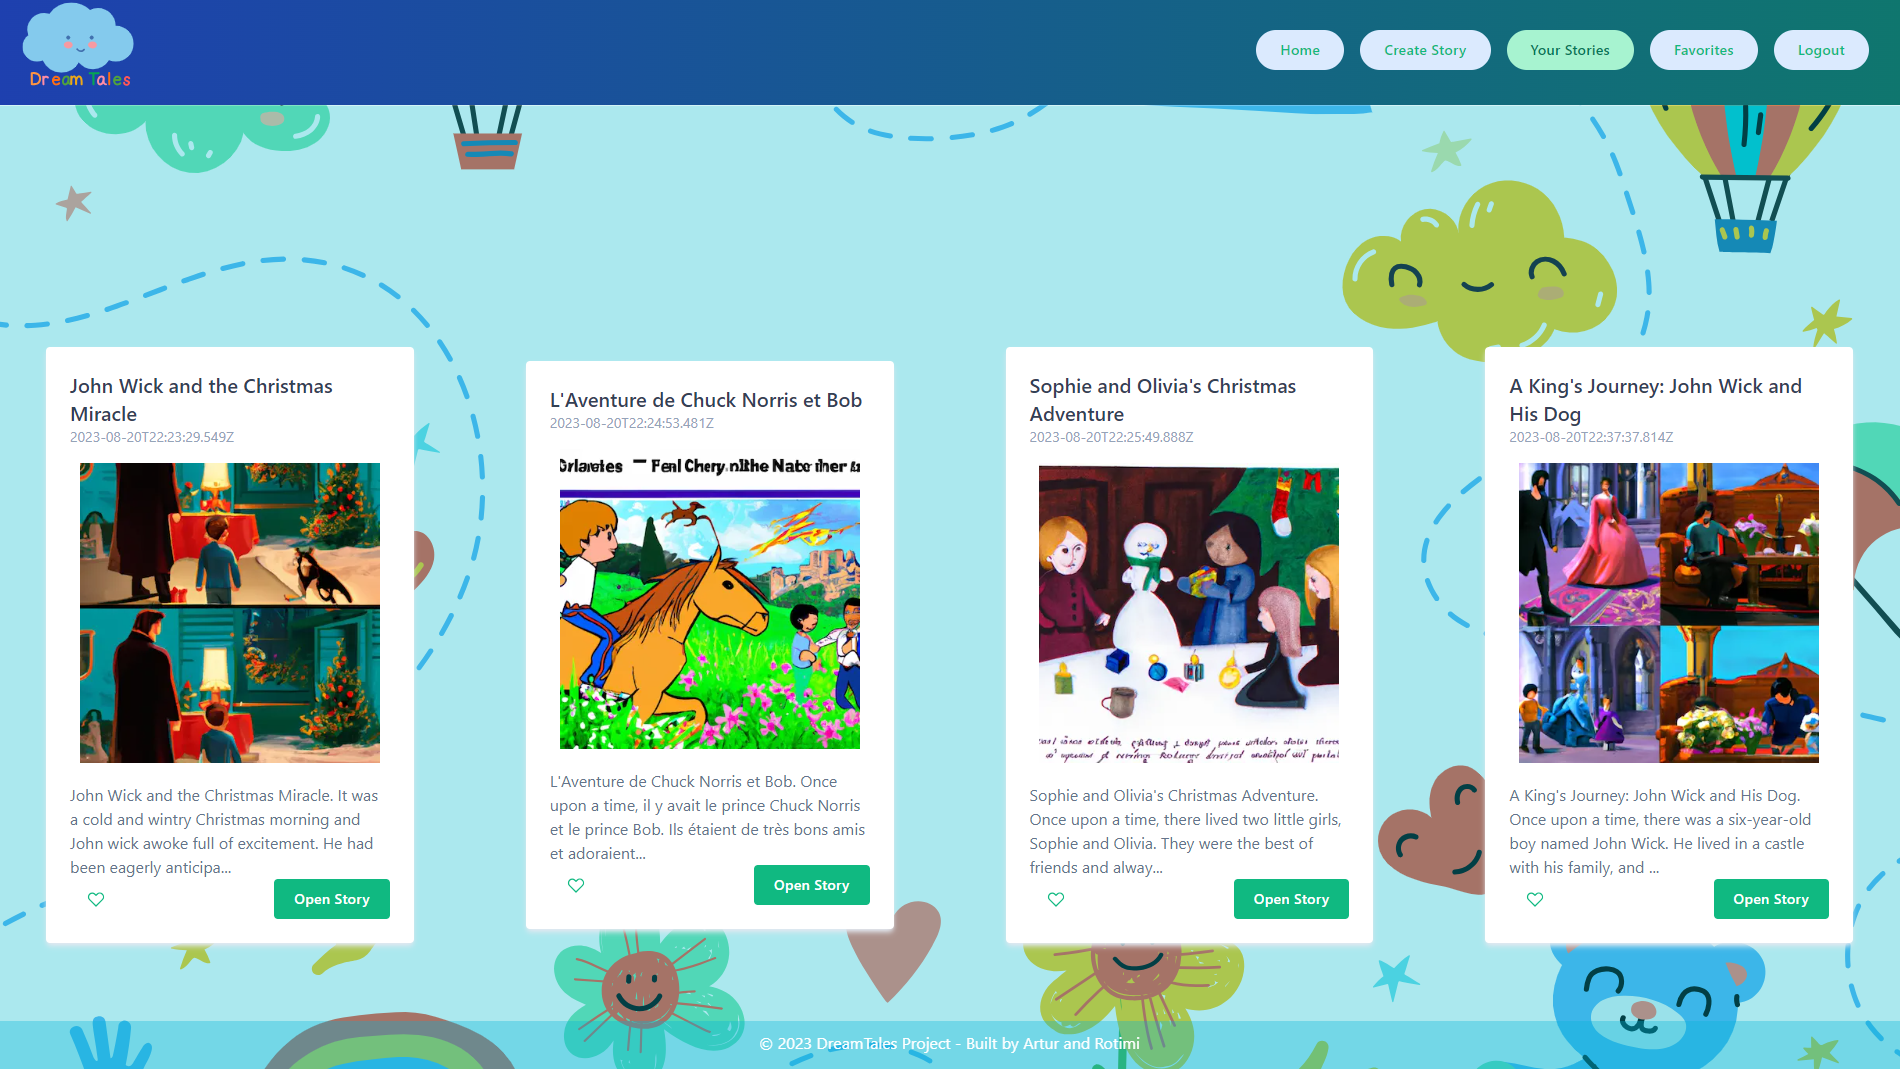 Dream Tales
Home
Create Story
Your Stories
Favorites
Logout
John Wick and the Christmas
Miracle
2023-08-20T22:23:29.549Z
John Wick and the Christmas Miracle. It was
a cold and wintry Christmas morning and
John wick awoke full of excitement. He had
been eagerly anticipa...
Open Story
L'Aventure de Chuck Norris et Bob
2023-08-20T22:24:53.481Z
L'Aventure de Chuck Norris et Bob. Once
upon a time, il y avait le prince Chuck Norris
et le prince Bob. Ils étaient de très bons amis
et adoraient...
Open Story
Sophie and Olivia's Christmas
Adventure
2023-08-20T22:25:49.888Z
Sophie and Olivia's Christmas Adventure.
Once upon a time, there lived two little girls,
Sophie and Olivia. They were the best of
friends and alway...
Open Story
A King's Journey: John Wick and
His Dog
2023-08-20T22:37:37.814Z
A King's Journey: John Wick and His Dog.
Once upon a time, there was a six-year-old
boy named John Wick. He lived in a castle
with his family, and ...
Open Story
© 2023 DreamTales Project - Built by Artur and Rotimi